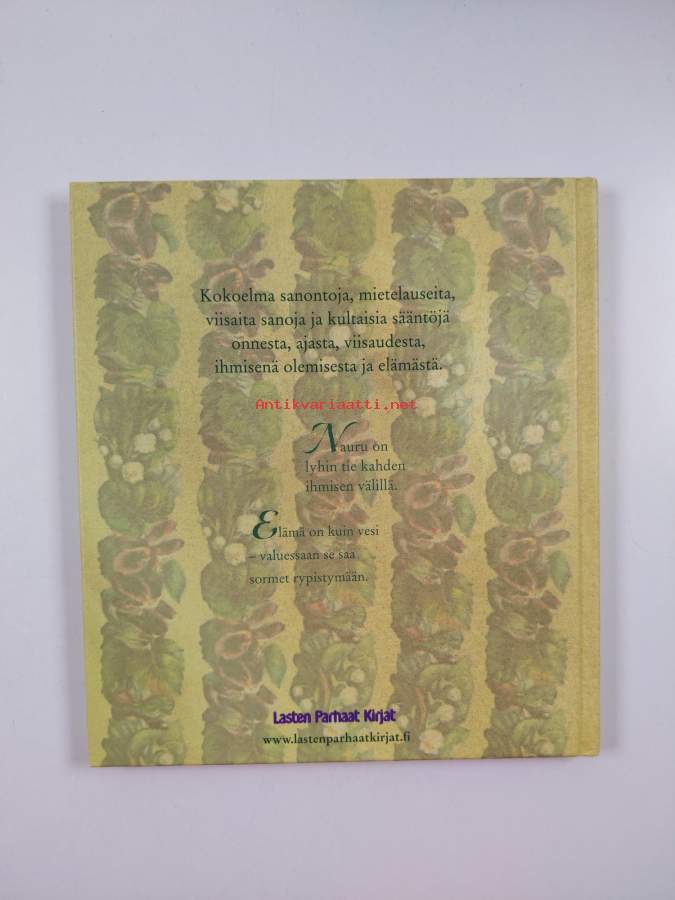 Kokoelma sanontoja, mietelauseita,
viisaita sanoja ja kultaisia sääntöjä
onnesta, ajasta, viisaudesta,
ihmisenä olemisesta ja elämästä.
Antikvariaatti.net
Nauru on
lyhin tie kahden
ihmisen välillä.
Elämä on kuin vesi
– valuessaan se saa
sormet rypistymään.
Lasten Parhaat Kirjat
www.lastenparhaatkirjat.fi